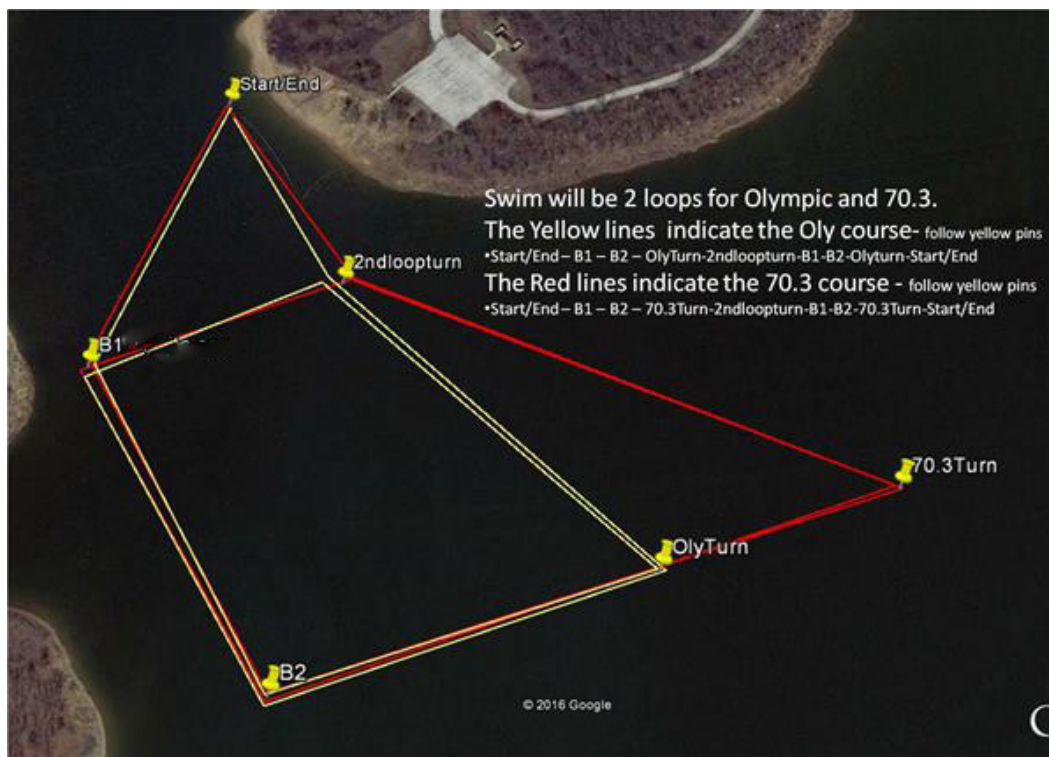 Start/End
Swim will be 2 loops for Olympic and 70.3.
The Yellow lines indicate the Oly course- follow yellow pins
•Start/End – B1 – B2 – OlyTurn-2ndloopturn-B1-B2-Olyturn-Start/End
2ndloopturn
The Red lines indicate the 70.3 course - follow yellow pins
•Start/End – B1 – B2 – 70.3Turn-2ndloopturn-B1-B2-70.3Turn-Start/End
B1
70.3Turn
OlyTurn
B2
© 2016 Google